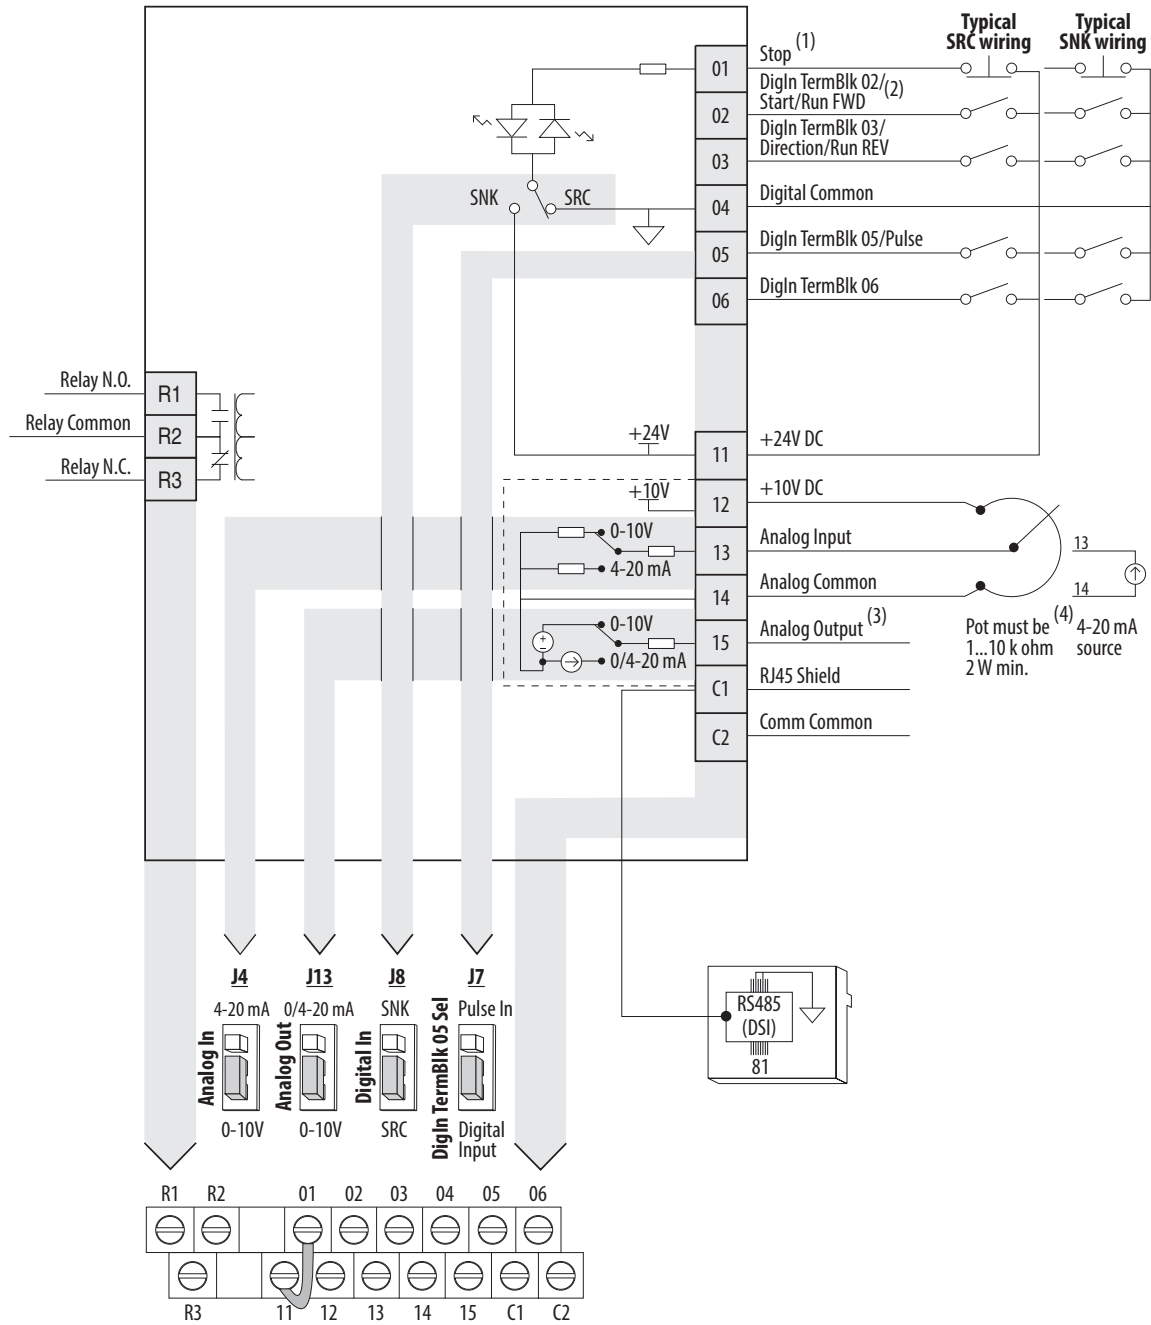 Typical
SRC wiring
Typical
SNK wiring
01
Stop (1)
02
DigIn TermBlk 02/
Start/Run FWD (2)
03
DigIn TermBlk 03/
Direction/Run REV
SNK
SRC
04
Digital Common
05
DigIn TermBlk 05/Pulse
06
DigIn TermBlk 06
Relay N.O.
R1
Relay Common
R2
Relay N.C.
R3
+24V
11
+24V DC
+10V
12
+10V DC
0-10V
4-20 mA
13
Analog Input
14
Analog Common
13
14
0-10V
0/4-20 mA
15
Analog Output (3)
Pot must be
1...10 k ohm
2 W min.
(4) 4-20 mA
source
C1
RJ45 Shield
C2
Comm Common
J4
4-20 mA
Analog In
0-10V
J13
0/4-20 mA
Analog Out
0-10V
J8
SNK
Digital In
SRC
J7
Pulse In
DigIn TermBlk 05 Sel
Digital
Input
RS485
(DSI)
81
R1 R2 01 02 03 04 05 06
R3 11 12 13 14 15 C1 C2